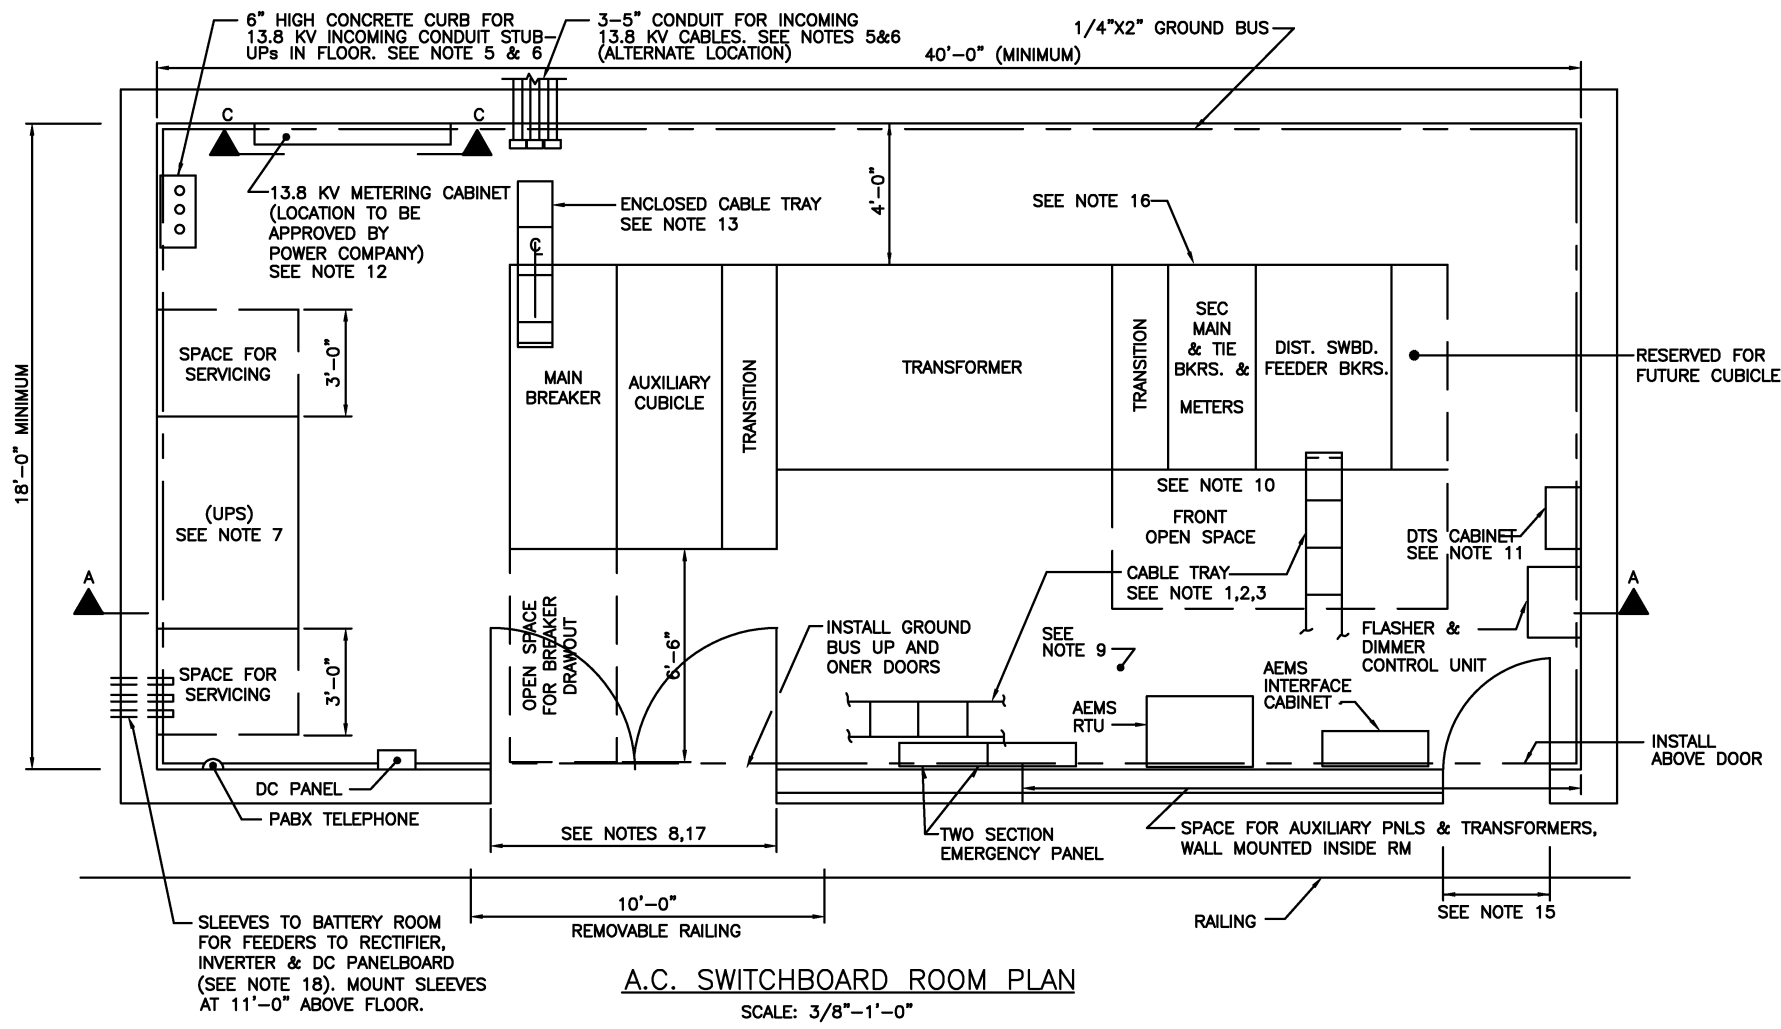 6" HIGH CONCRETE CURB FOR
13.8 KV INCOMING CONDUIT STUB-
UPs IN FLOOR. SEE NOTE 5 & 6
3-5" CONDUIT FOR INCOMING
13.8 KV CABLES. SEE NOTES 5&6
(ALTERNATE LOCATION)
1/4"X2" GROUND BUS
40'-0" (MINIMUM)
C
C
13.8 KV METERING CABINET
(LOCATION TO BE
APPROVED BY
POWER COMPANY)
SEE NOTE 12
ENCLOSED CABLE TRAY
SEE NOTE 13
4'-0"
SEE NOTE 16
18'-0" MINIMUM
SPACE FOR
SERVICING
3'-0"
MAIN
BREAKER
AUXILIARY
CUBICLE
TRANSITION
TRANSFORMER
TRANSITION
SEC
MAIN
& TIE
BKRS. &
METERS
DIST. SWBD.
FEEDER BKRS.
RESERVED FOR
FUTURE CUBICLE
(UPS)
SEE NOTE 7
SEE NOTE 10
FRONT
OPEN SPACE
DTS CABINET
SEE NOTE 11
CABLE TRAY
SEE NOTE 1,2,3
A
A
OPEN SPACE
FOR BREAKER
DRAWOUT
6'-6"
INSTALL GROUND
BUS UP AND
ONER DOORS
SEE
NOTE 9
FLASHER &
DIMMER
CONTROL UNIT
SPACE FOR
SERVICING
3'-0"
AEMS
RTU
AEMS
INTERFACE
CABINET
INSTALL
ABOVE DOOR
DC PANEL
PABX TELEPHONE
SEE NOTES 8,17
TWO SECTION
EMERGENCY PANEL
SPACE FOR AUXILIARY PNLS & TRANSFORMERS,
WALL MOUNTED INSIDE RM
10'-0"
REMOVABLE RAILING
RAILING
SEE NOTE 15
SLEEVES TO BATTERY ROOM
FOR FEEDERS TO RECTIFIER,
INVERTER & DC PANELBOARD
(SEE NOTE 18). MOUNT SLEEVES
AT 11'-0" ABOVE FLOOR.
A.C. SWITCHBOARD ROOM PLAN
SCALE: 3/8"-1'-0"